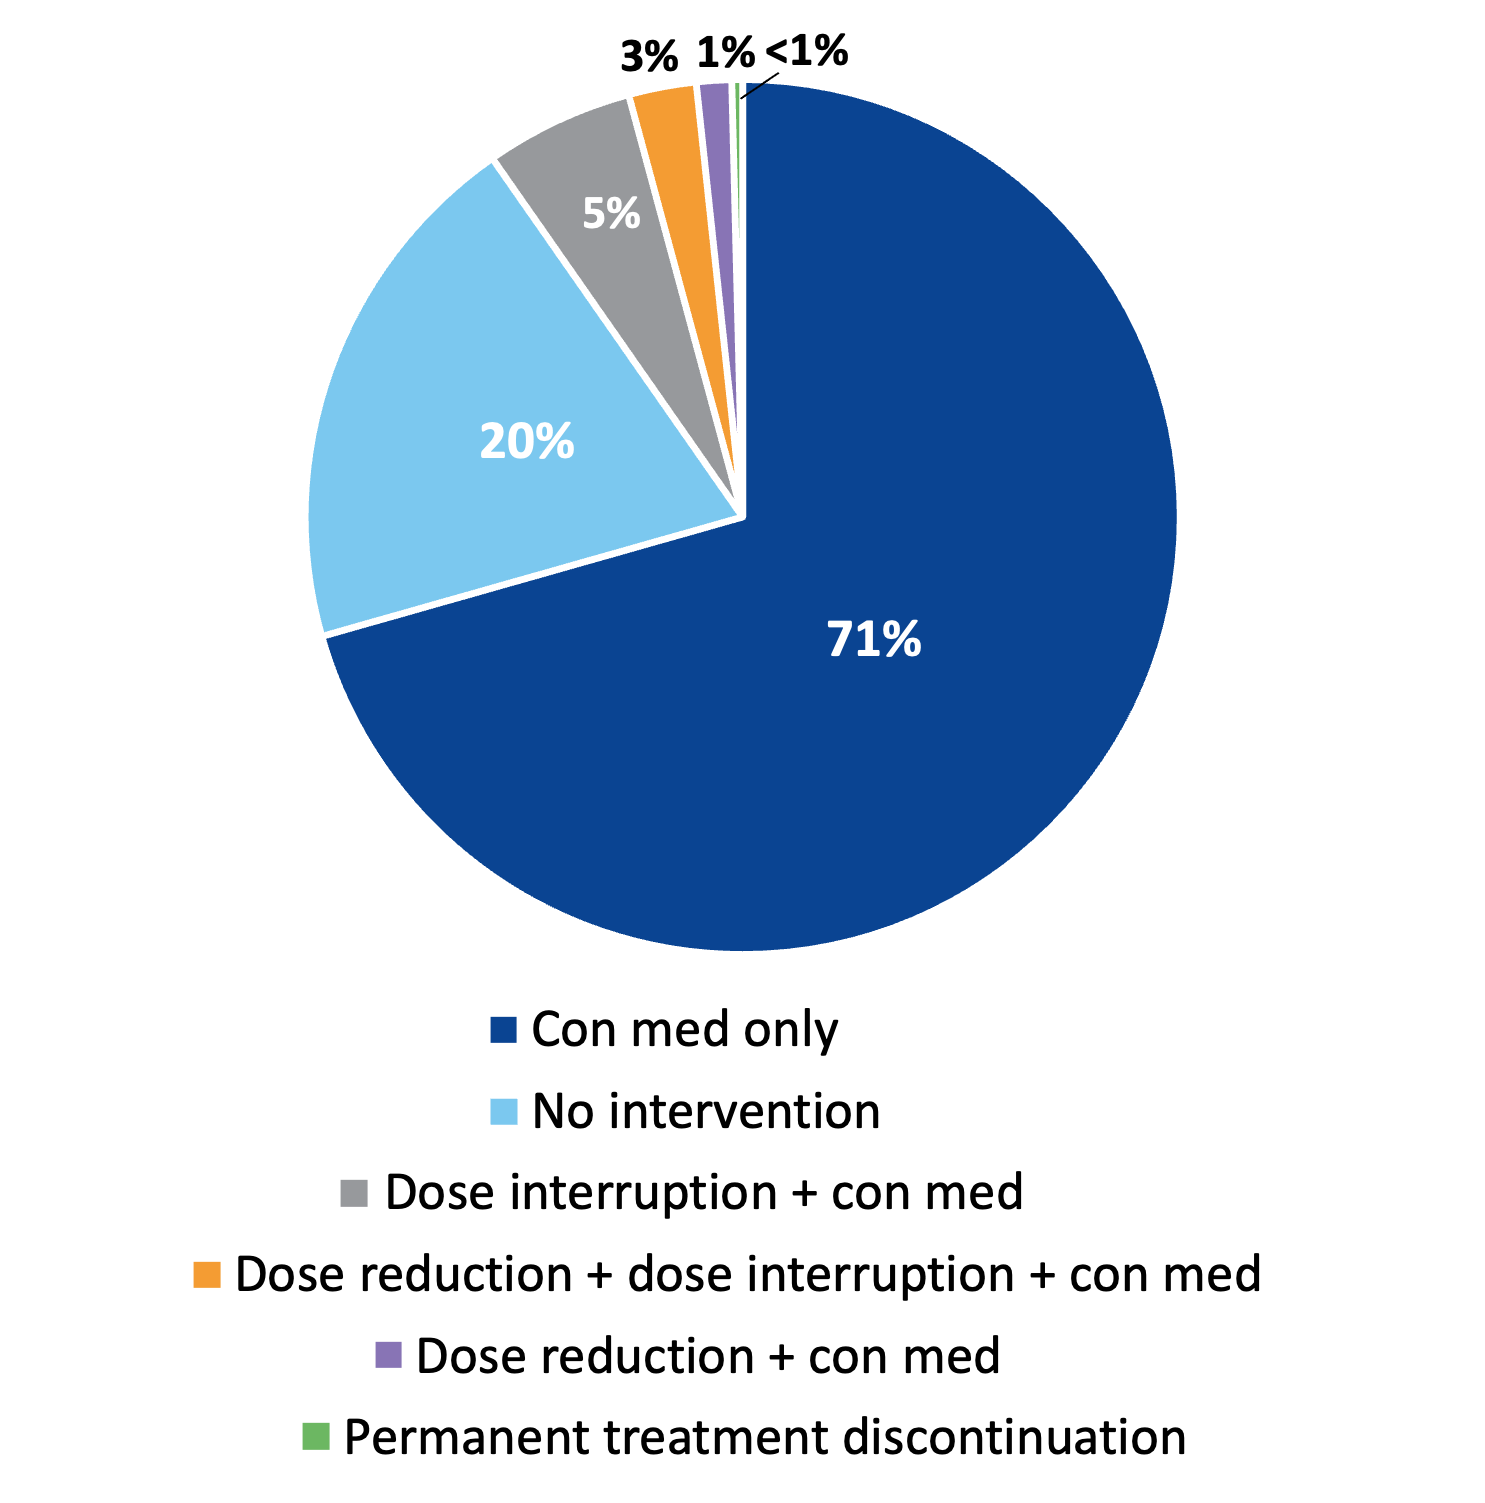 3% 1% <1%
5%
20%
71%
Con med only
No intervention
Dose interruption + con med
Dose reduction + dose interruption + con med
Dose reduction + con med
Permanent treatment discontinuation